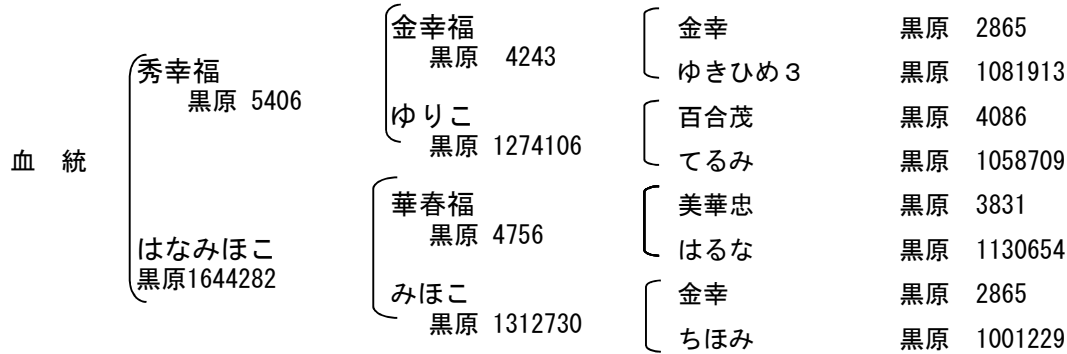 血　統
秀幸福
黒原 5406
はなみほこ
黒原1644282
金幸福
黒原 4243
ゆりこ
黒原 1274106
華春福
黒原 4756
みほこ
黒原 1312730
金幸 黒原 2865
ゆきひめ３ 黒原 1081913
百合茂 黒原 4086
てるみ 黒原 1058709
美華忠 黒原 3831
はるな 黒原 1130654
金幸 黒原 2865
ちほみ 黒原 1001229